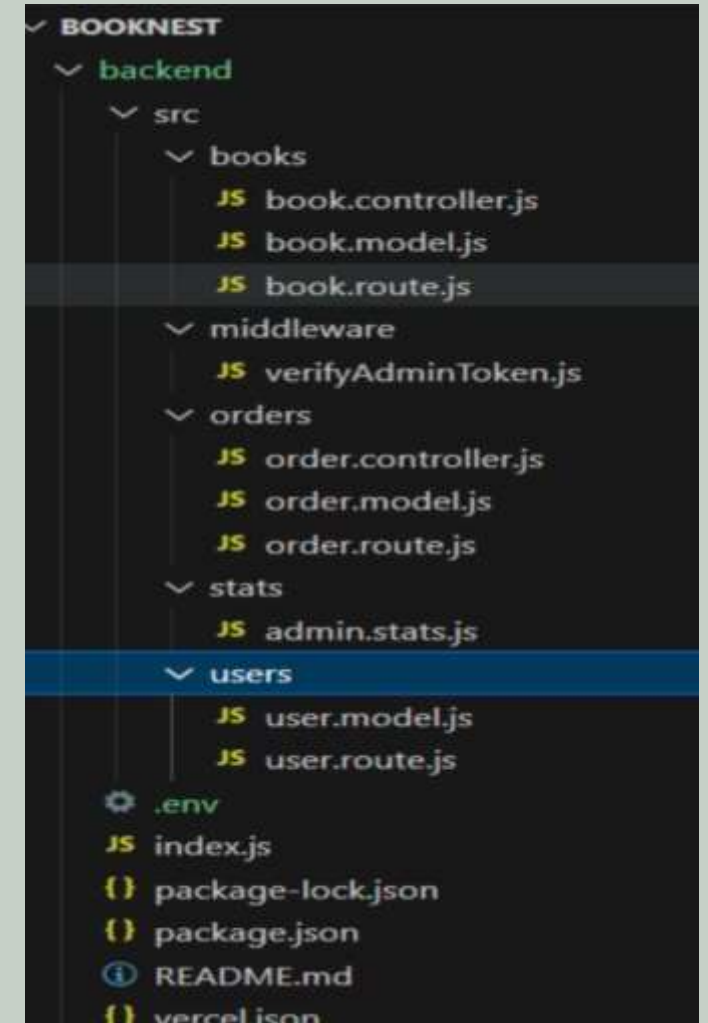 BOOKNEST
backend
src
books
JS book.controller.js
JS book.model.js
JS book.route.js
middleware
JS verifyAdminToken.js
orders
JS order.controller.js
JS order.model.js
JS order.route.js
stats
JS admin.stats.js
users
JS user.model.js
JS user.route.js
.env
JS index.js
{} package-lock.json
{} package.json
README.md
{} vercel.json